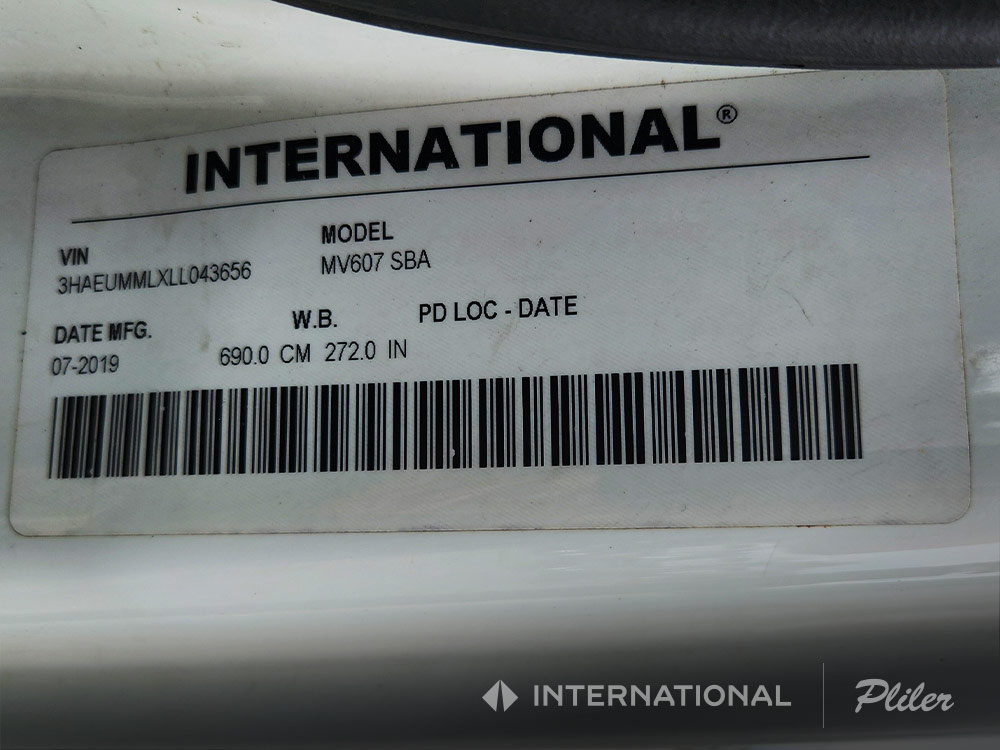 INTERNATIONAL®
VIN
3HAEUMMLXLL043656
MODEL
MV607 SBA
DATE MFG.
07-2019
W.B.
690.0 CM 272.0 IN
PD LOC - DATE
INTERNATIONAL
Pliler